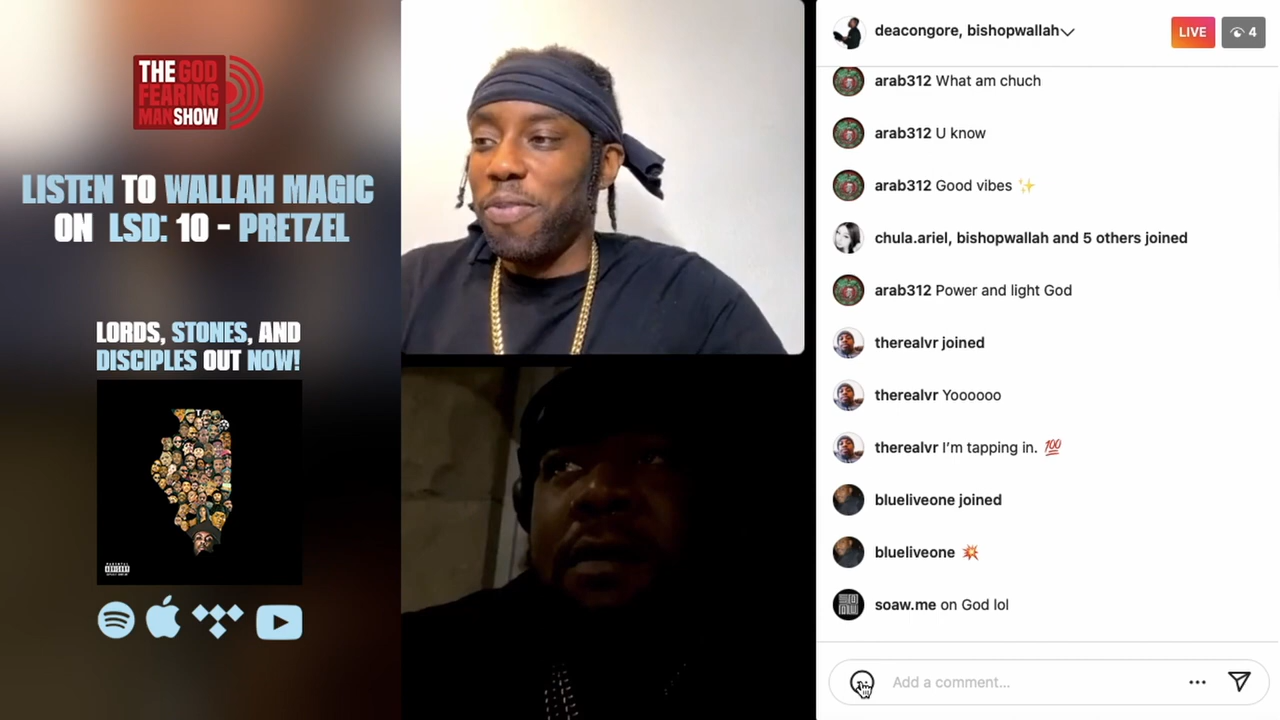 THE GOD
FEARING
MAN SHOW
LISTEN TO WALLAH MAGIC
ON LSD: 10 - PRETZEL
LORDS, STONES, AND
DISCIPLES OUT NOW!
PARENTAL
ADVISORY
deacongore, bishopwallah
LIVE
4
arab312 What am chuch
arab312 U know
arab312 Good vibes ✨
chula.ariel, bishopwallah and 5 others joined
arab312 Power and light God
therealvr joined
therealvr Yoooooo
therealvr I’m tapping in. 💯
blueliveone joined
blueliveone 💥
soaw.me on God lol
Add a comment...